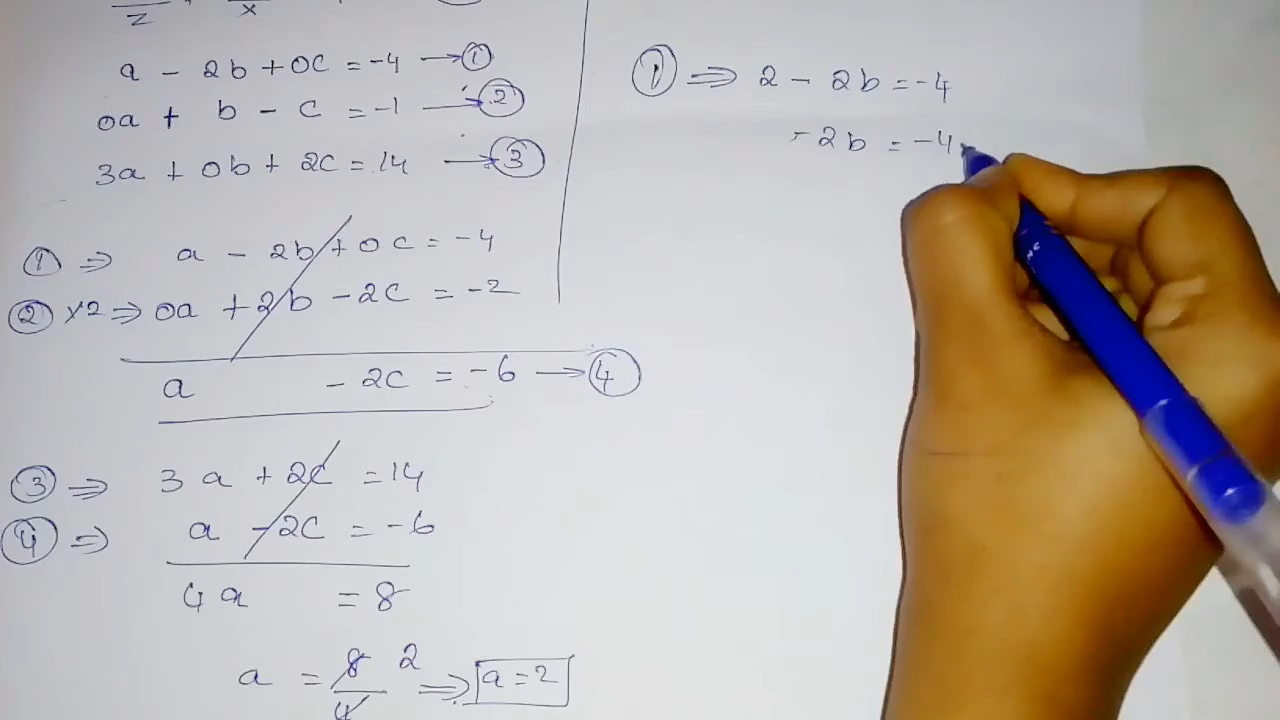 z x
a - 2b + 0c = -4 → ①
0a + b - c = -1 → ②
3a + 0b + 2c = 14 → ③
① ⇒ a - 2b + 0c = -4
② x2 ⇒ 0a + 2b - 2c = -2
a - 2c = -6 → ④
③ ⇒ 3a + 2c = 14
④ ⇒ a - 2c = -6
4a = 8
a = 8/4 2 ⇒ a = 2
① ⇒ 2 - 2b = -4
-2b = -4